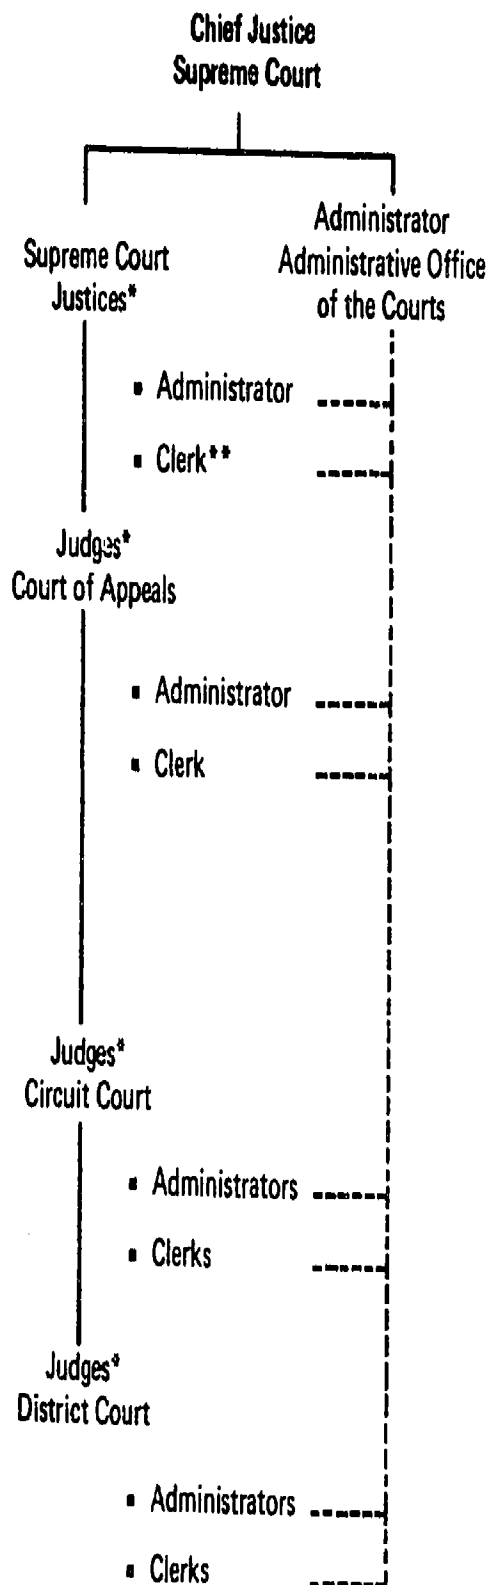 Chief Justice
Supreme Court
Supreme Court
Justices*
Administrator
Administrative Office
of the Courts
▪ Administrator
▪ Clerk**
Judges*
Court of Appeals
▪ Administrator
▪ Clerk
Judges*
Circuit Court
▪ Administrators
▪ Clerks
Judges*
District Court
▪ Administrators
▪ Clerks